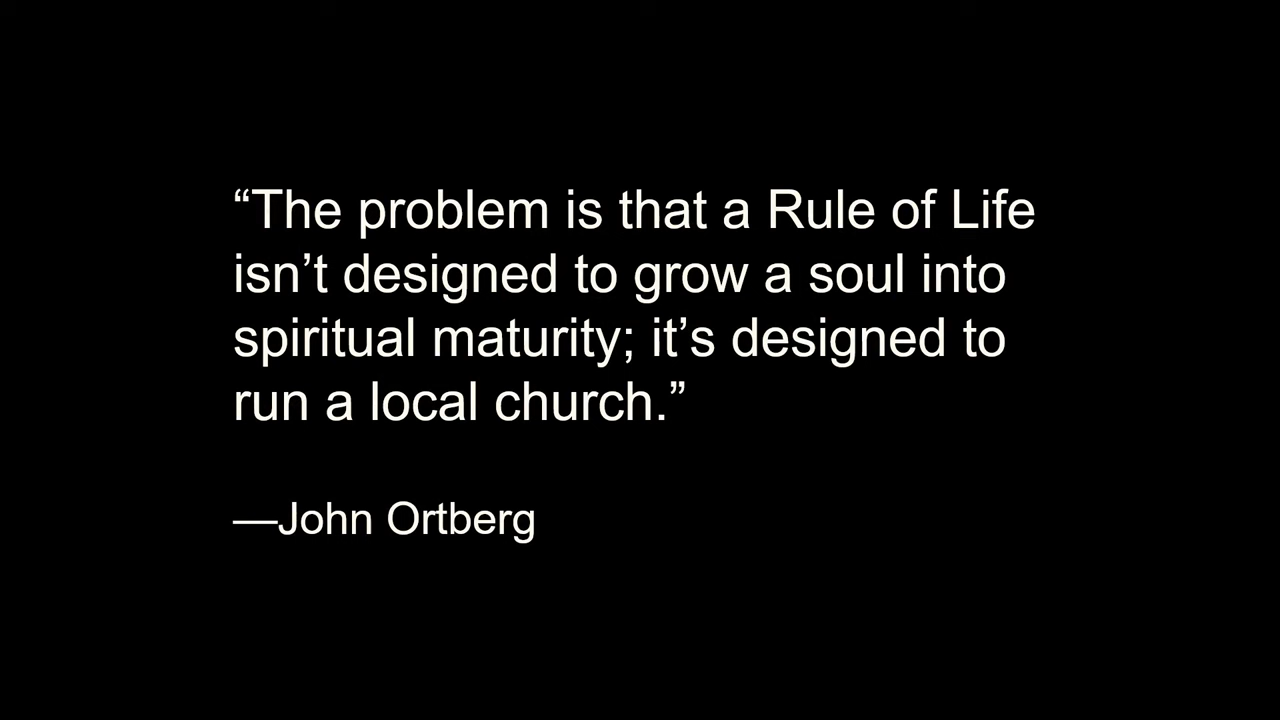 “The problem is that a Rule of Life
isn’t designed to grow a soul into
spiritual maturity; it’s designed to
run a local church.”
—John Ortberg